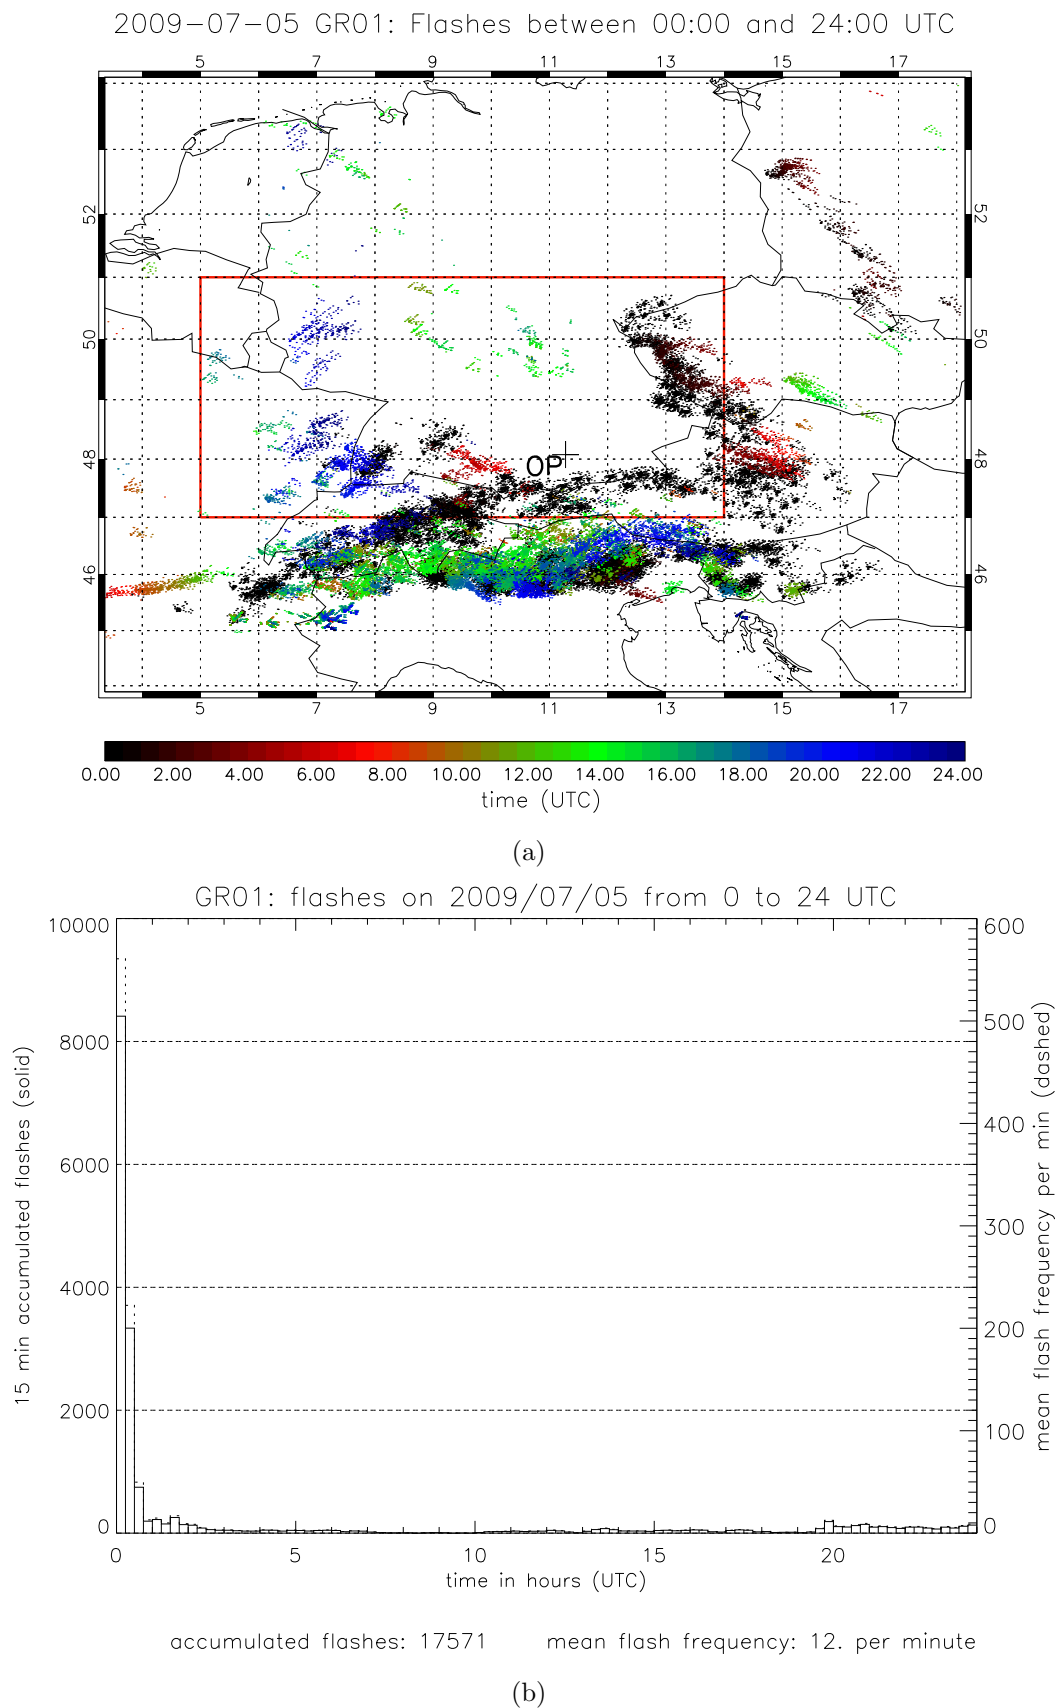 2009-07-05 GR01: Flashes between 00:00 and 24:00 UTC
5 7 9 11 13 15 17
52 52
50 50
OP
48 48
46 46
5 7 9 11 13 15 17
0.00 2.00 4.00 6.00 8.00 10.00 12.00 14.00 16.00 18.00 20.00 22.00 24.00
time (UTC)
(a)
GR01: flashes on 2009/07/05 from 0 to 24 UTC
10000 600
500
8000
400
6000
300
4000
200
2000
100
0 0
15 min accumulated flashes (solid)
mean flash frequency per min (dashed)
0 5 10 15 20
time in hours (UTC)
accumulated flashes: 17571 mean flash frequency: 12. per minute
(b)